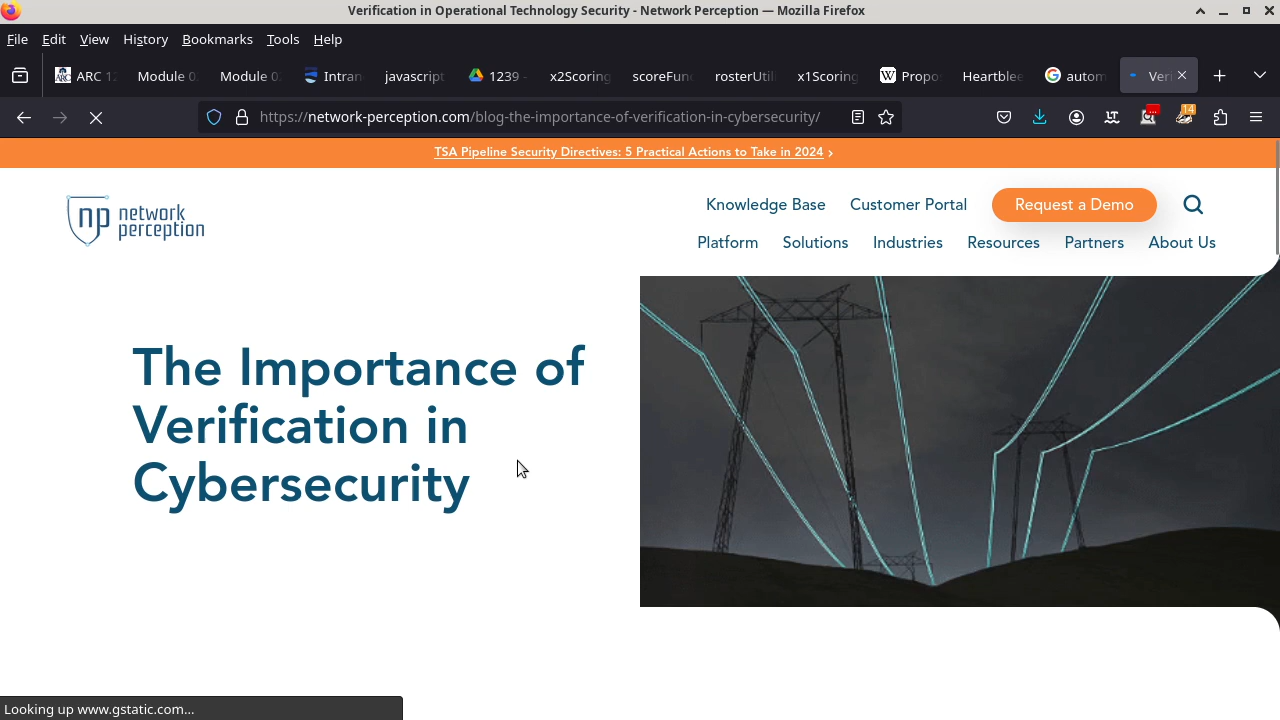 Verification in Operational Technology Security - Network Perception — Mozilla Firefox
File Edit View History Bookmarks Tools Help
ARC 12 Module 0 Module 02 Intran javascript 1239 - x2Scoring scoreFunc rosterUtil x1Scoring Propo Heartblee autom Veri
https://network-perception.com/blog-the-importance-of-verification-in-cybersecurity/ 14
TSA Pipeline Security Directives: 5 Practical Actions to Take in 2024 ›
np network perception
Knowledge Base Customer Portal Request a Demo
Platform Solutions Industries Resources Partners About Us
The Importance of
Verification in
Cybersecurity
Looking up www.gstatic.com...